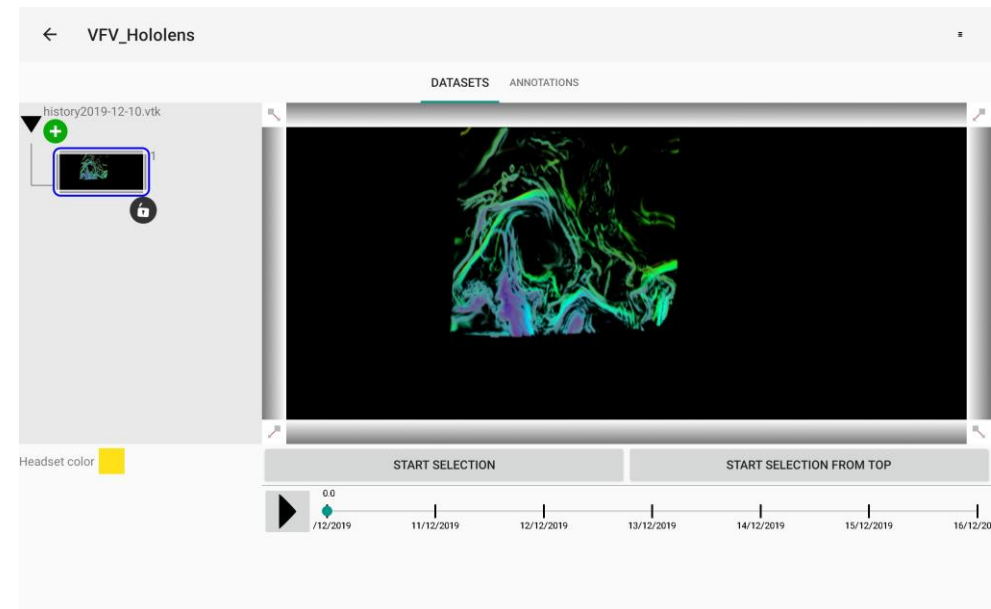 VFV_Hololens
DATASETS ANNOTATIONS
history2019-12-10.vtk
1
Headset color
START SELECTION START SELECTION FROM TOP
0.0
/12/2019 11/12/2019 12/12/2019 13/12/2019 14/12/2019 15/12/2019 16/12/20